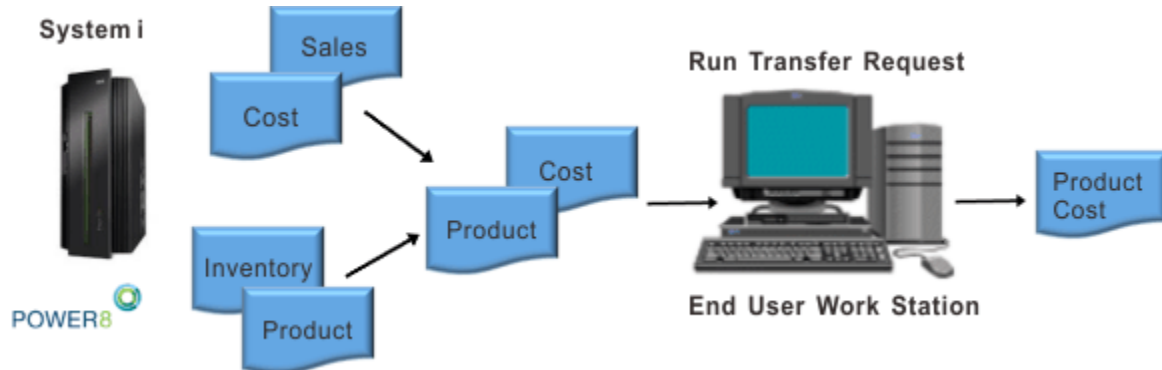 System i
Sales
Cost
Inventory
Product
POWER8
Cost
Product
Run Transfer Request
End User Work Station
Product
Cost